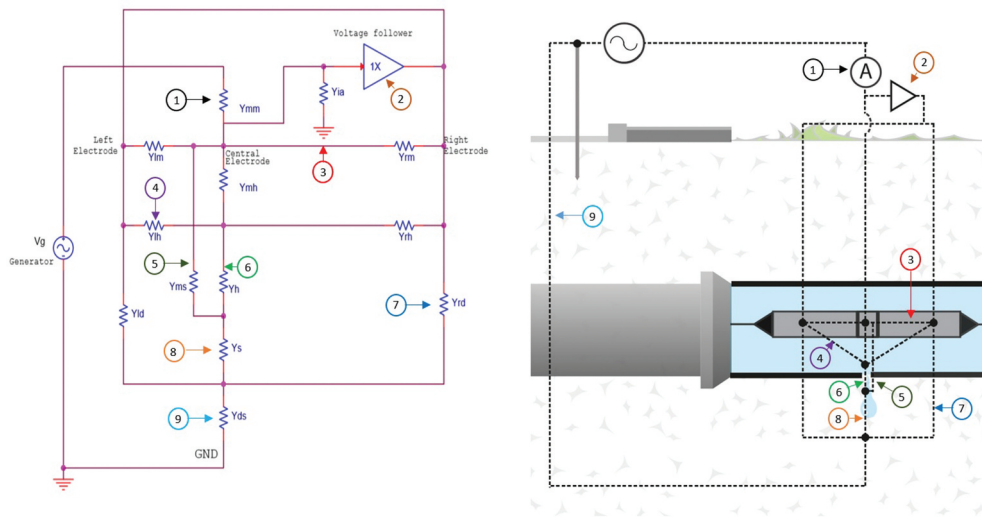 Voltage follower
1X
2
1
Ymm
Yia
Left
Electrode
Ylm
Central
Electrode
3
Yrm
Right
Electrode
4
Ymh
Ylh
Yrh
Vg
Generator
5
6
Yms
Yh
7
Yrd
Yld
8
Ys
9
Yds
GND
1
A
2
9
3
4
6
5
8
7